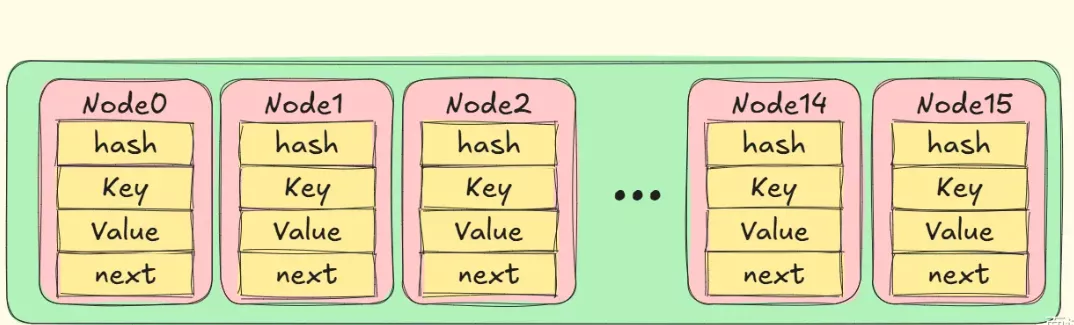 Node0
hash
Key
Value
next
Node1
hash
Key
Value
next
Node2
hash
Key
Value
next
...
Node14
hash
Key
Value
next
Node15
hash
Key
Value
next